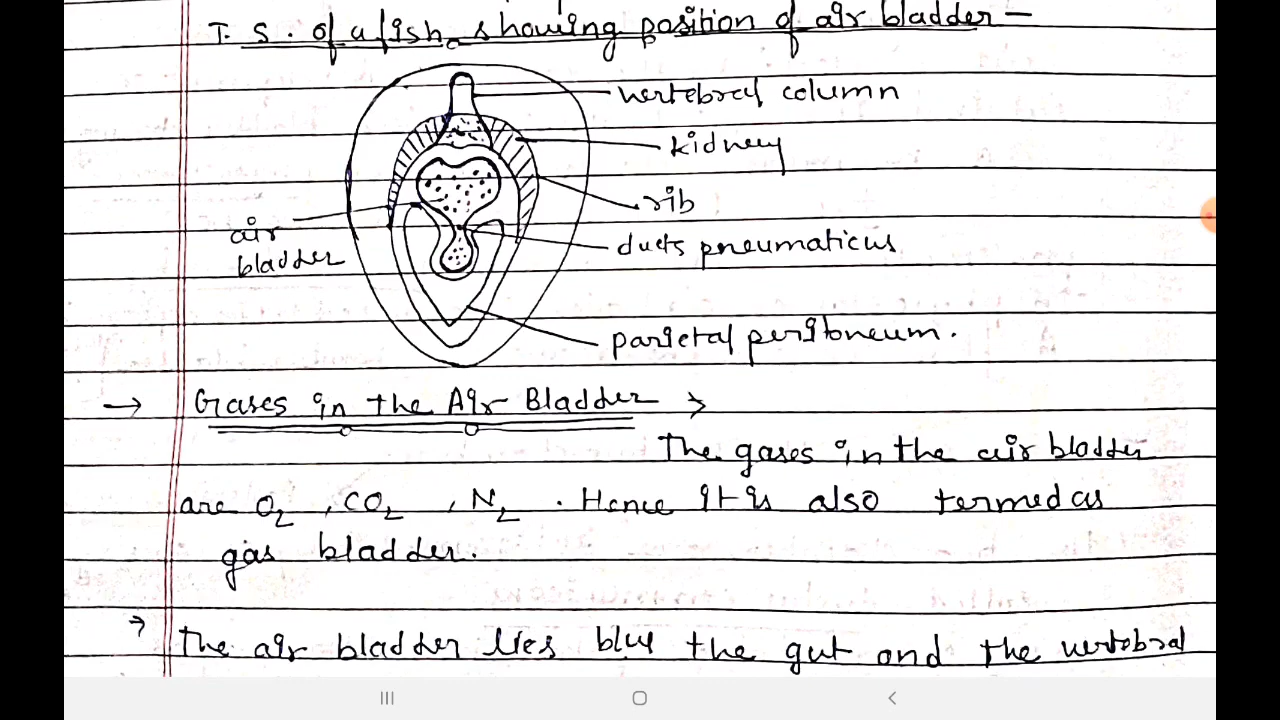 T. S. of a fish showing position of air bladder —
vertebral column
kidney
rib
air
bladder
ducts pneumaticus
parietal peritoneum.
→ Gases in the Air Bladder →
The gases in the air bladder
are O₂ , CO₂ , N₂ . Hence it is also termed as
gas bladder.
→ The air bladder lies b/w the gut and the vertebral